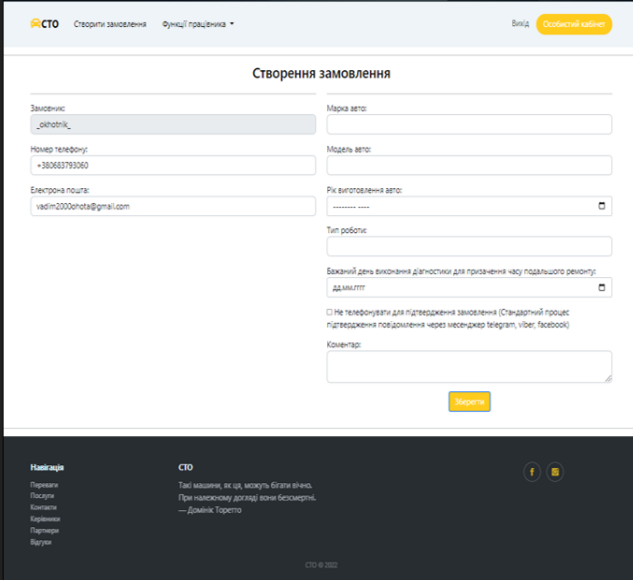 СТО
Створити замовлення
Функції працівника
Вихід
Особистий кабінет
Створення замовлення
Замовник:
_okhotnik_
Номер телефону:
+380683793060
Електрона пошта:
vadim2000ohota@gmail.com
Марка авто:
Модель авто:
Рік виготовлення авто:
-------- ----
Тип роботи:
Бажаний день виконання діагностики для призачення часу подальшого ремонту:
дд.мм.гггг
Не телефонувати для підтвердження замовлення (Стандартний процес
підтвердження повідомлення через месенджер telegram, viber, facebook)
Коментар:
Зберегти
Навігація
Переваги
Послуги
Контакти
Керівники
Партнери
Відгуки
СТО
Такі машини, як ця, можуть бігати вічно.
При належному догляді вони безсмертні.
— Домінік Торетто
СТО © 2022